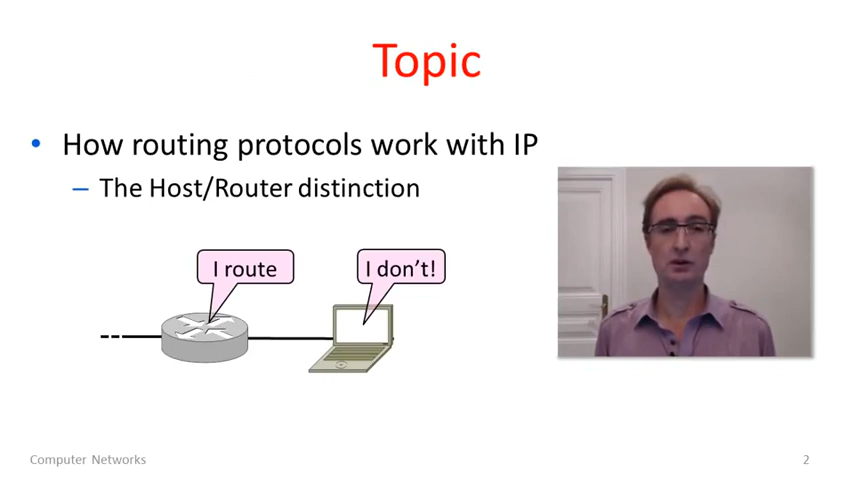 Topic
• How routing protocols work with IP
– The Host/Router distinction
I route
I don't!
Computer Networks
2